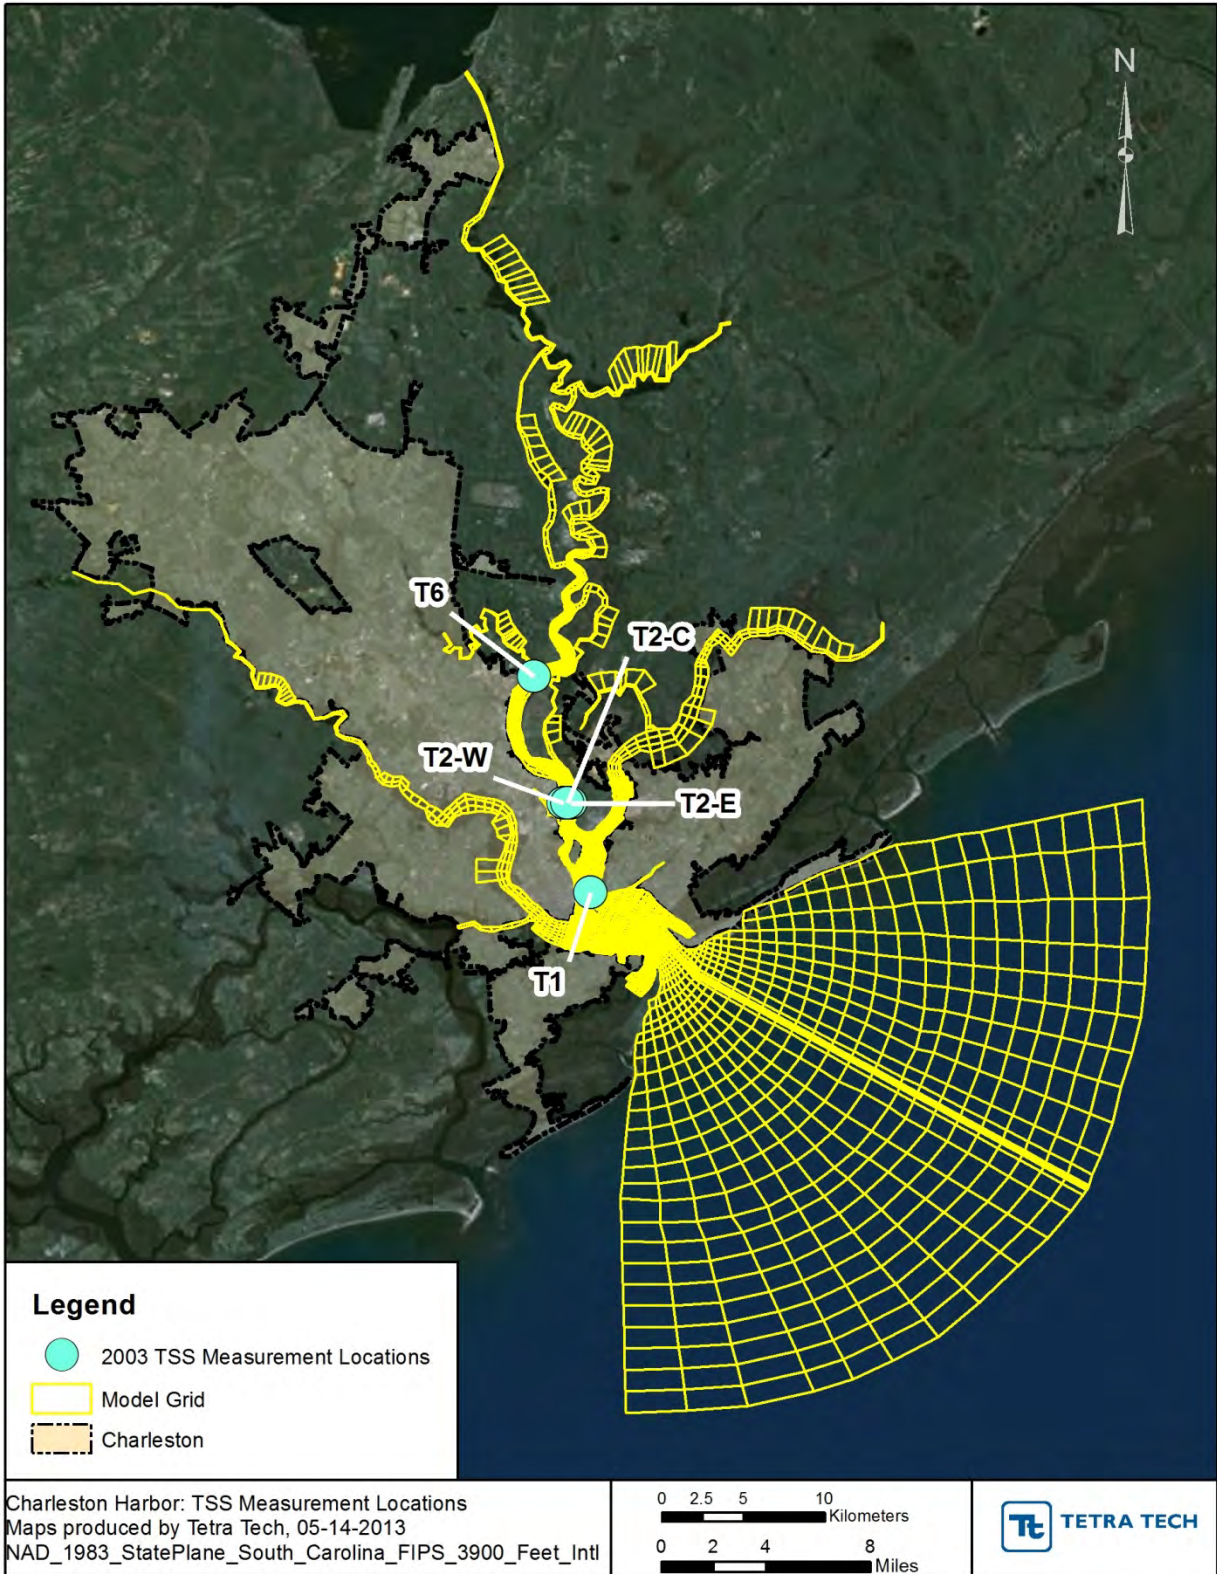 N
T6
T2-C
T2-W
T2-E
T1
Legend
2003 TSS Measurement Locations
Model Grid
Charleston
Charleston Harbor: TSS Measurement Locations
Maps produced by Tetra Tech, 05-14-2013
NAD_1983_StatePlane_South_Carolina_FIPS_3900_Feet_Intl
0 2.5 5 10
Kilometers
0 2 4 8
Miles
Tt TETRA TECH